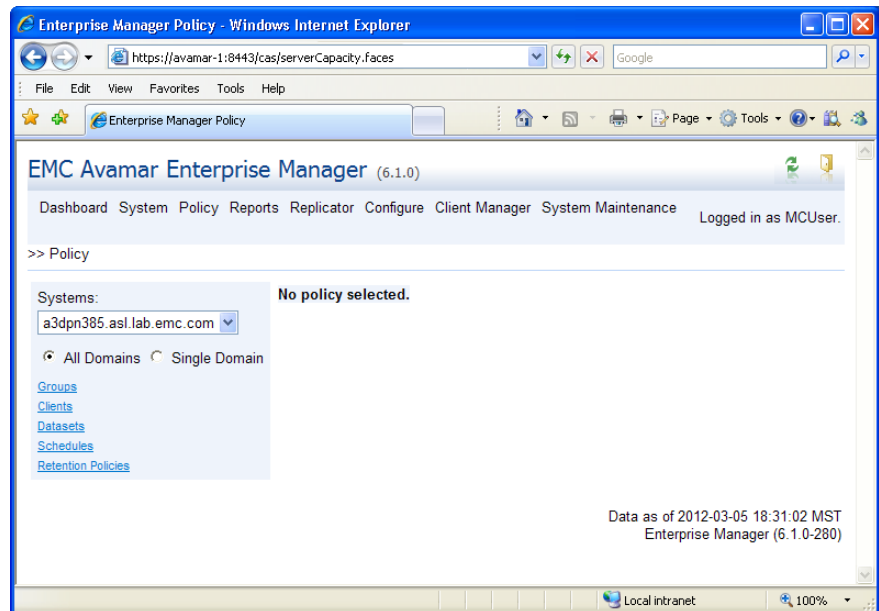 Enterprise Manager Policy - Windows Internet Explorer
https://avamar-1:8443/cas/serverCapacity.faces
Google
File Edit View Favorites Tools Help
Enterprise Manager Policy
Page Tools
EMC Avamar Enterprise Manager (6.1.0)
Dashboard System Policy Reports Replicator Configure Client Manager System Maintenance
Logged in as MCUser.
>> Policy
Systems:
a3dpn385.asl.lab.emc.com
All Domains Single Domain
Groups
Clients
Datasets
Schedules
Retention Policies
No policy selected.
Data as of 2012-03-05 18:31:02 MST
Enterprise Manager (6.1.0-280)
Local intranet
100%